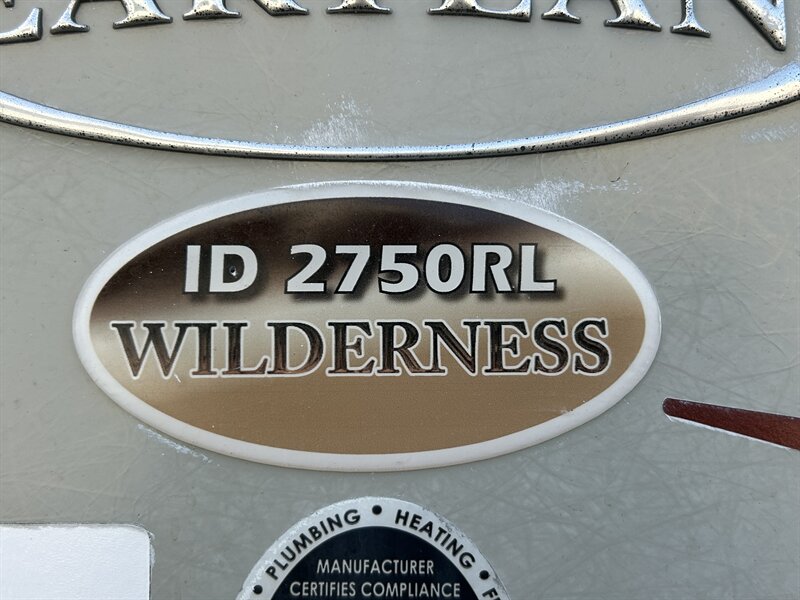 ID 2750RL
WILDERNESS
PLUMBING • HEATING •
MANUFACTURER
CERTIFIES COMPLIANCE